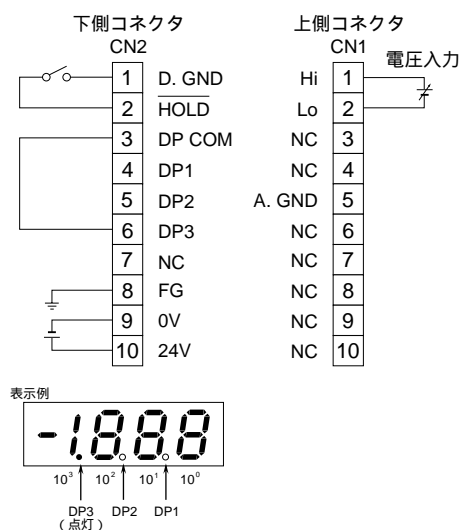 下側コネクタ
CN2
1 D. GND
2 HOLD
3 DP COM
4 DP1
5 DP2
6 DP3
7 NC
8 FG
9 0V
10 24V
上側コネクタ
CN1
電圧入力
Hi 1
Lo 2
NC 3
NC 4
A. GND 5
NC 6
NC 7
NC 8
NC 9
NC 10
表示例
-1.888
10³ 10² 10¹ 10⁰
DP3 DP2 DP1
(点灯)